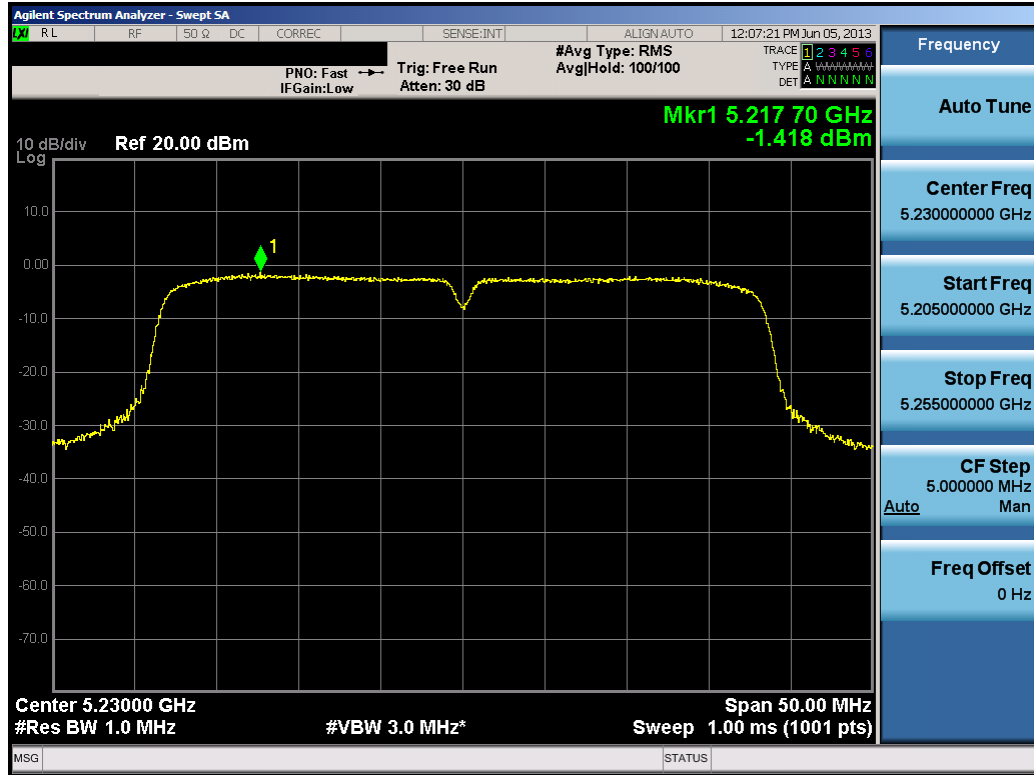 Agilent Spectrum Analyzer - Swept SA
LXI RL RF 50 Ω DC CORREC SENSE:INT ALIGN AUTO 12:07:21 PM Jun 05, 2013
PNO: Fast Trig: Free Run #Avg Type: RMS TRACE 1 2 3 4 5 6
IFGain:Low Atten: 30 dB Avg|Hold: 100/100 TYPE A WWWWW
DET A N N N N N
Mkr1 5.217 70 GHz
-1.418 dBm
10 dB/div Ref 20.00 dBm
Log
10.0
1
0.00
-10.0
-20.0
-30.0
-40.0
-50.0
-60.0
-70.0
Center 5.23000 GHz Span 50.00 MHz
#Res BW 1.0 MHz #VBW 3.0 MHz* Sweep 1.00 ms (1001 pts)
MSG STATUS
Frequency
Auto Tune
Center Freq
5.230000000 GHz
Start Freq
5.205000000 GHz
Stop Freq
5.255000000 GHz
CF Step
5.000000 MHz
Auto Man
Freq Offset
0 Hz